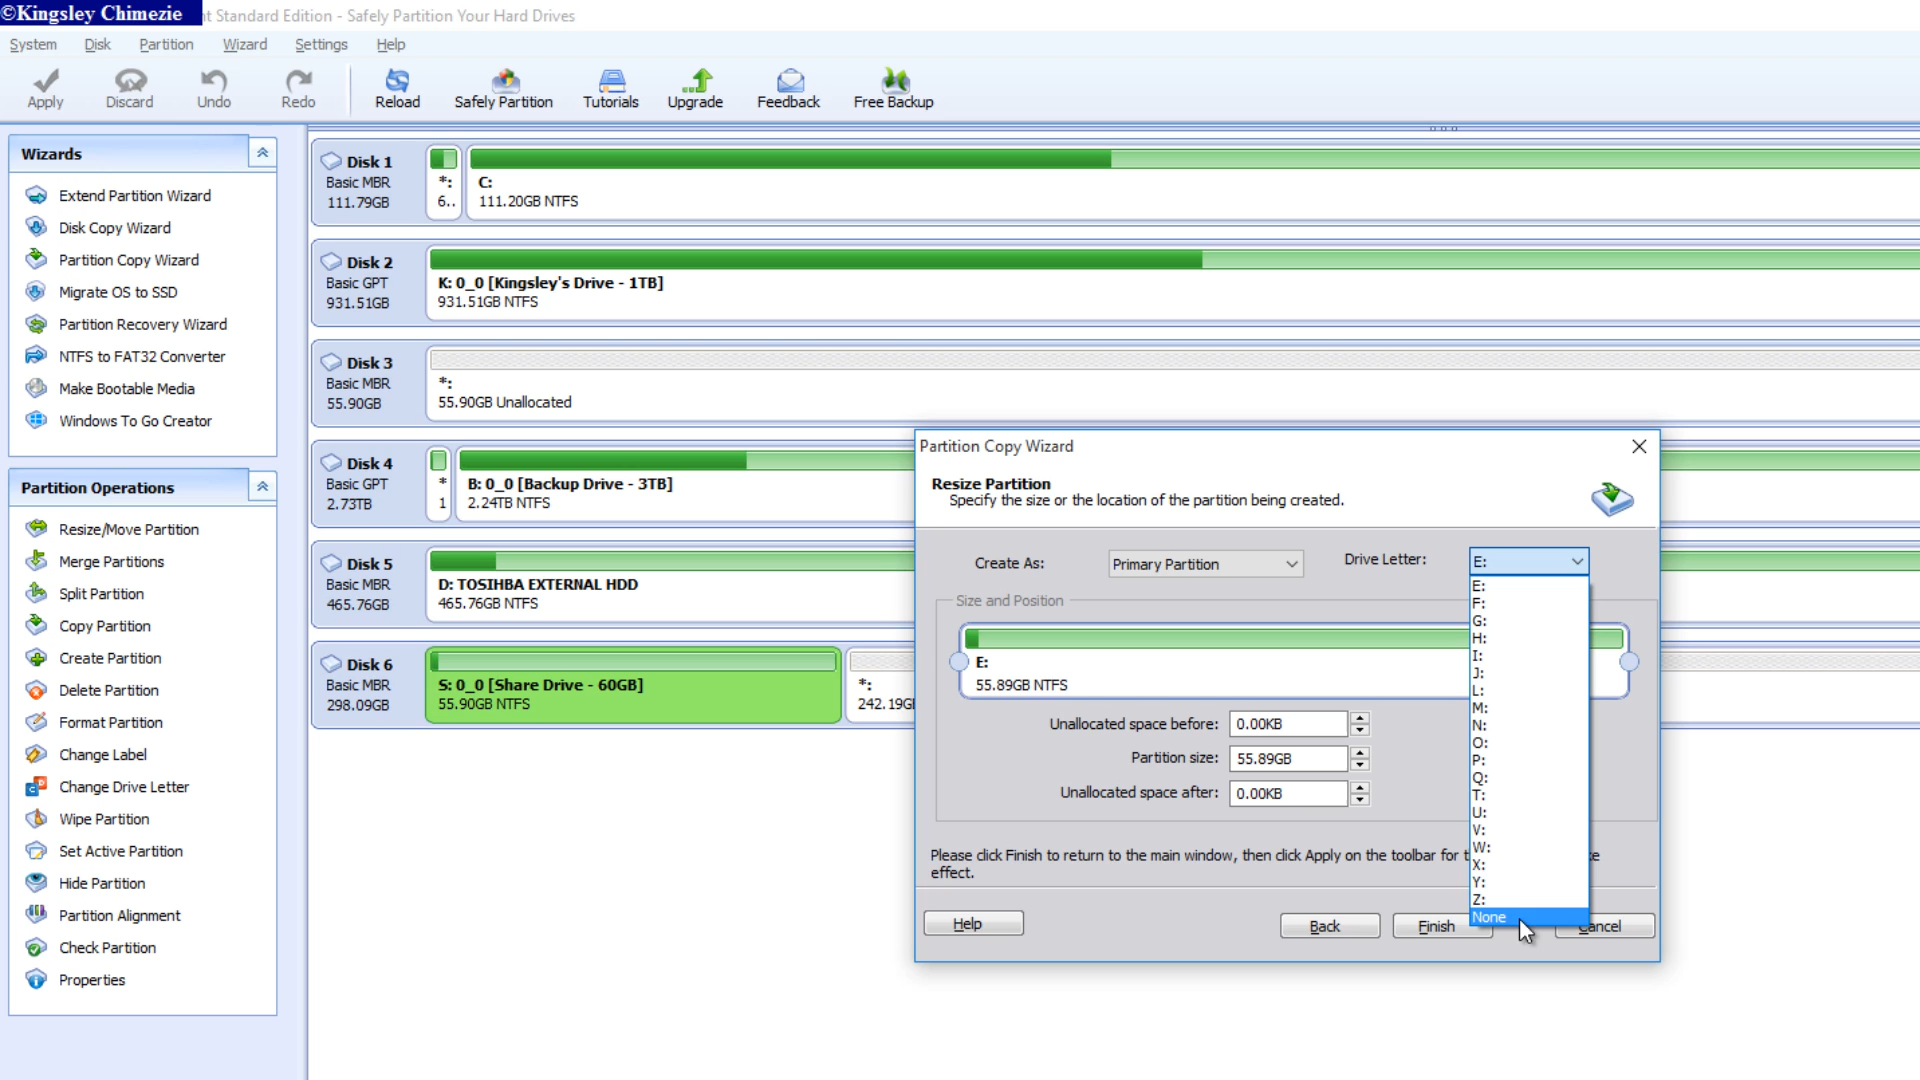 ©Kingsley Chimezie
nt Standard Edition - Safely Partition Your Hard Drives
System Disk Partition Wizard Settings Help
Apply Discard Undo Redo Reload Safely Partition Tutorials Upgrade Feedback Free Backup
Wizards
Extend Partition Wizard
Disk Copy Wizard
Partition Copy Wizard
Migrate OS to SSD
Partition Recovery Wizard
NTFS to FAT32 Converter
Make Bootable Media
Windows To Go Creator
Partition Operations
Resize/Move Partition
Merge Partitions
Split Partition
Copy Partition
Create Partition
Delete Partition
Format Partition
Change Label
Change Drive Letter
Wipe Partition
Set Active Partition
Hide Partition
Partition Alignment
Check Partition
Properties
Disk 1
Basic MBR
111.79GB
*:
6..
C:
111.20GB NTFS
Disk 2
Basic GPT
931.51GB
K: 0_0 [Kingsley's Drive - 1TB]
931.51GB NTFS
Disk 3
Basic MBR
55.90GB
*:
55.90GB Unallocated
Disk 4
Basic GPT
2.73TB
*
1
B: 0_0 [Backup Drive - 3TB]
2.24TB NTFS
Disk 5
Basic MBR
465.76GB
D: TOSIHBA EXTERNAL HDD
465.76GB NTFS
Disk 6
Basic MBR
298.09GB
S: 0_0 [Share Drive - 60GB]
55.90GB NTFS
*:
242.19G
Partition Copy Wizard
Resize Partition
Specify the size or the location of the partition being created.
Create As: Primary Partition Drive Letter: E:
Size and Position
E:
55.89GB NTFS
Unallocated space before: 0.00KB
Partition size: 55.89GB
Unallocated space after: 0.00KB
E:
F:
G:
H:
I:
J:
L:
M:
N:
O:
P:
Q:
T:
U:
V:
W:
X:
Y:
Z:
None
Please click Finish to return to the main window, then click Apply on the toolbar for
effect.
Help Back Finish Cancel